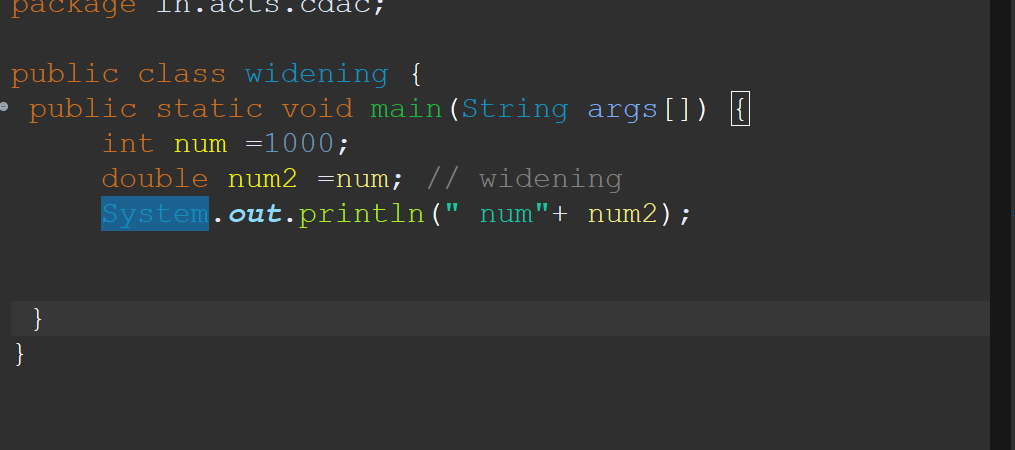 package in.acts.cdac;
public class widening {
public static void main(String args[]) {
int num =1000;
double num2 =num; // widening
System.out.println(" num"+ num2);
}
}